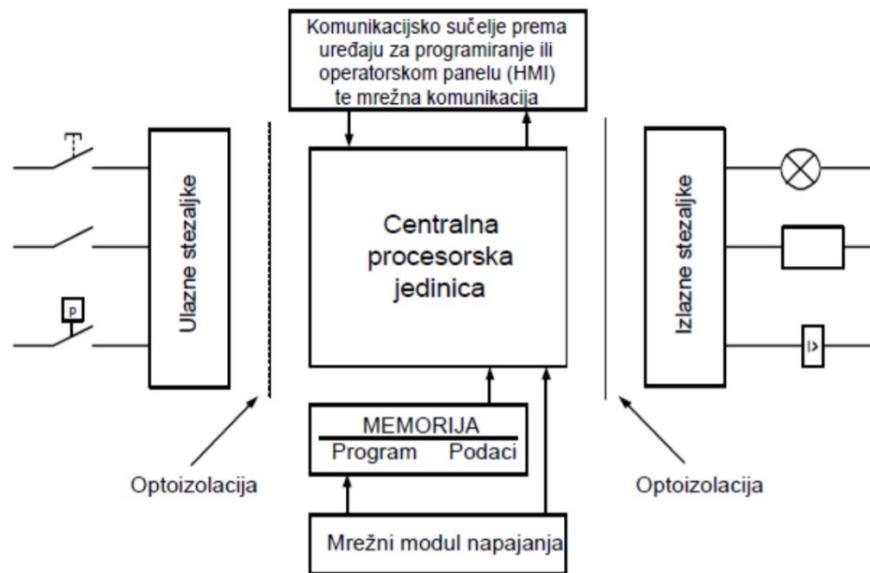 Komunikacijsko sučelje prema
uređaju za programiranje ili
operatorskom panelu (HMI)
te mrežna komunikacija
Ulazne stezaljke
p
Centralna
procesorska
jedinica
Izlazne stezaljke
I>
MEMORIJA
Program Podaci
Optoizolacija
Optoizolacija
Mrežni modul napajanja